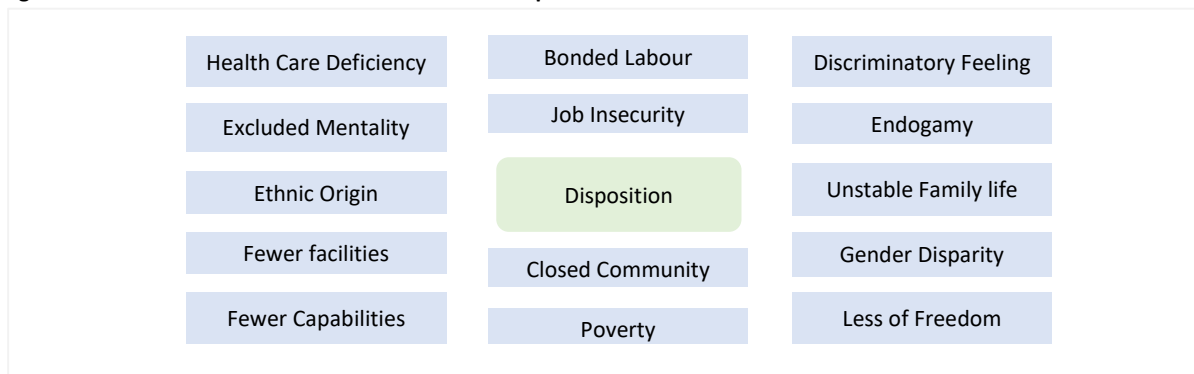 Health Care Deficiency
Excluded Mentality
Ethnic Origin
Fewer facilities
Fewer Capabilities
Bonded Labour
Job Insecurity
Disposition
Closed Community
Poverty
Discriminatory Feeling
Endogamy
Unstable Family life
Gender Disparity
Less of Freedom